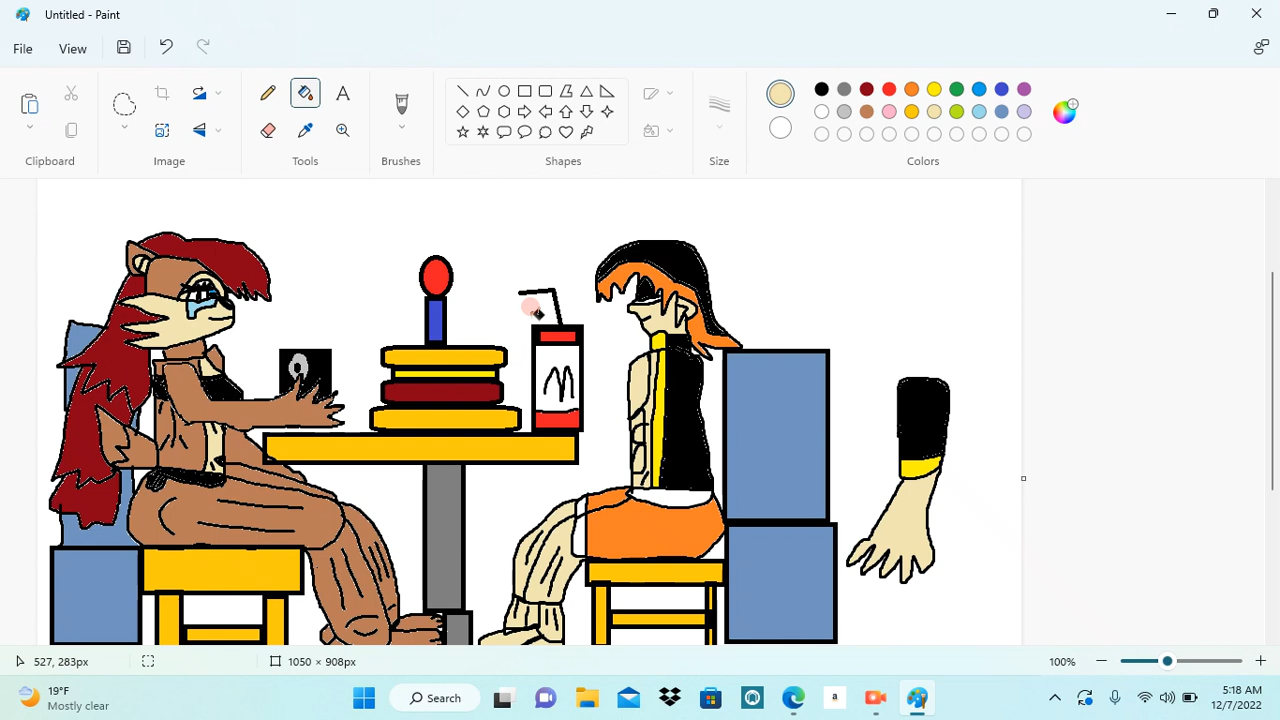 Untitled - Paint
File View
Clipboard Image Tools Brushes Shapes Size Colors
527, 283px 1050 × 908px 100%
19°F
Mostly clear
Search
a
5:18 AM
12/7/2022